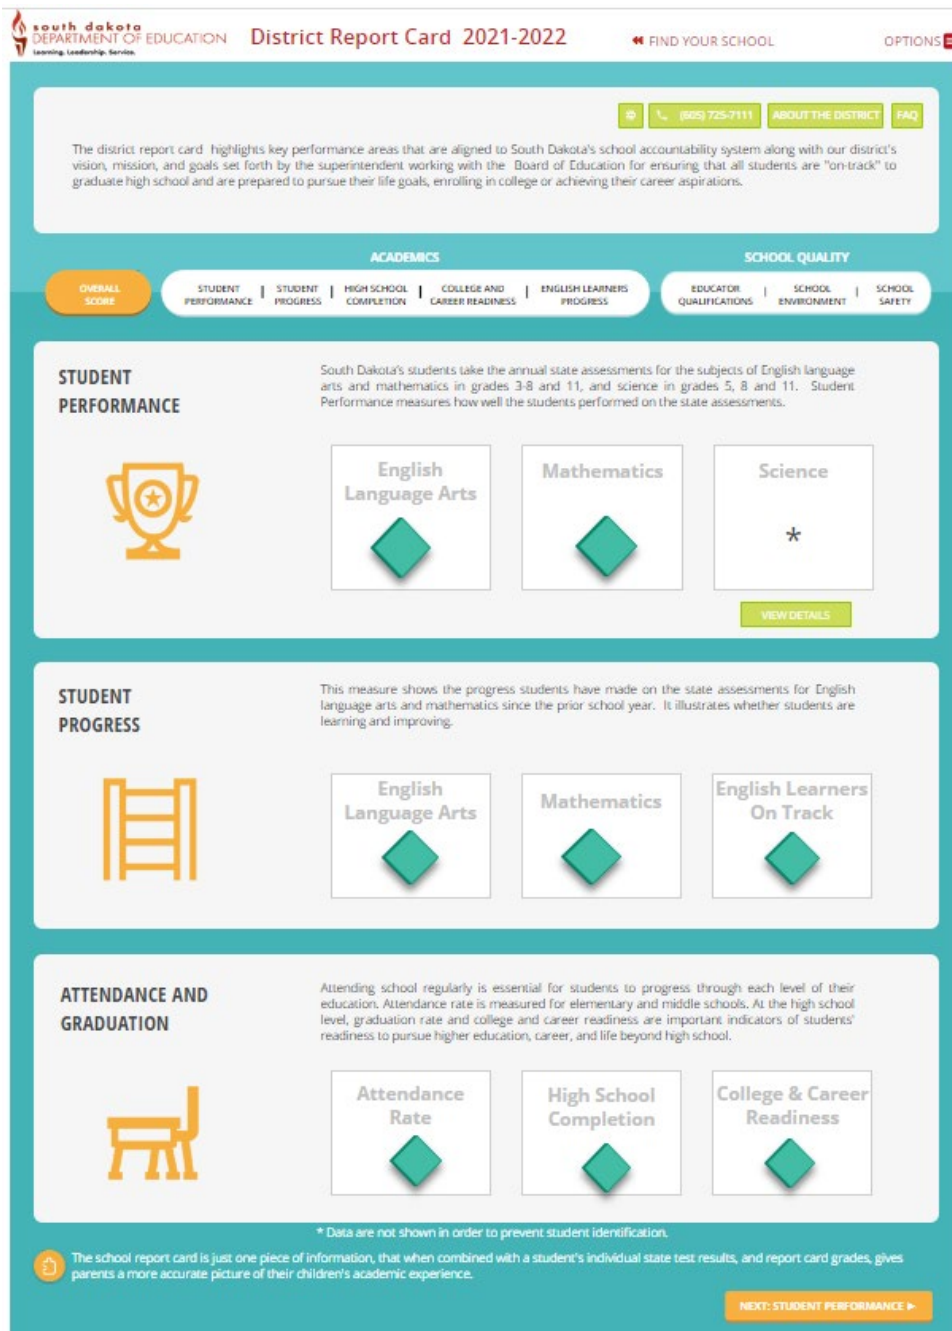 south dakota
DEPARTMENT OF EDUCATION
Learning. Leadership. Service.
District Report Card 2021-2022
FIND YOUR SCHOOL
OPTIONS
(605) 725-7111
ABOUT THE DISTRICT
FAQ
The district report card highlights key performance areas that are aligned to South Dakota's school accountability system along with our district's
vision, mission, and goals set forth by the superintendent working with the Board of Education for ensuring that all students are "on-track" to
graduate high school and are prepared to pursue their life goals, enrolling in college or achieving their career aspirations.
ACADEMICS
SCHOOL QUALITY
OVERALL
SCORE
STUDENT
PERFORMANCE
STUDENT
PROGRESS
HIGH SCHOOL
COMPLETION
COLLEGE AND
CAREER READINESS
ENGLISH LEARNERS
PROGRESS
EDUCATOR
QUALIFICATIONS
SCHOOL
ENVIRONMENT
SCHOOL
SAFETY
STUDENT
PERFORMANCE
South Dakota's students take the annual state assessments for the subjects of English language
arts and mathematics in grades 3-8 and 11, and science in grades 5, 8 and 11. Student
Performance measures how well the students performed on the state assessments.
English
Language Arts
Mathematics
Science
*
VIEW DETAILS
STUDENT
PROGRESS
This measure shows the progress students have made on the state assessments for English
language arts and mathematics since the prior school year. It illustrates whether students are
learning and improving.
English
Language Arts
Mathematics
English Learners
On Track
ATTENDANCE AND
GRADUATION
Attending school regularly is essential for students to progress through each level of their
education. Attendance rate is measured for elementary and middle schools. At the high school
level, graduation rate and college and career readiness are important indicators of students'
readiness to pursue higher education, career, and life beyond high school.
Attendance
Rate
High School
Completion
College & Career
Readiness
* Data are not shown in order to prevent student identification.
The school report card is just one piece of information, that when combined with a student's individual state test results, and report card grades, gives
parents a more accurate picture of their children's academic experience.
NEXT: STUDENT PERFORMANCE ►